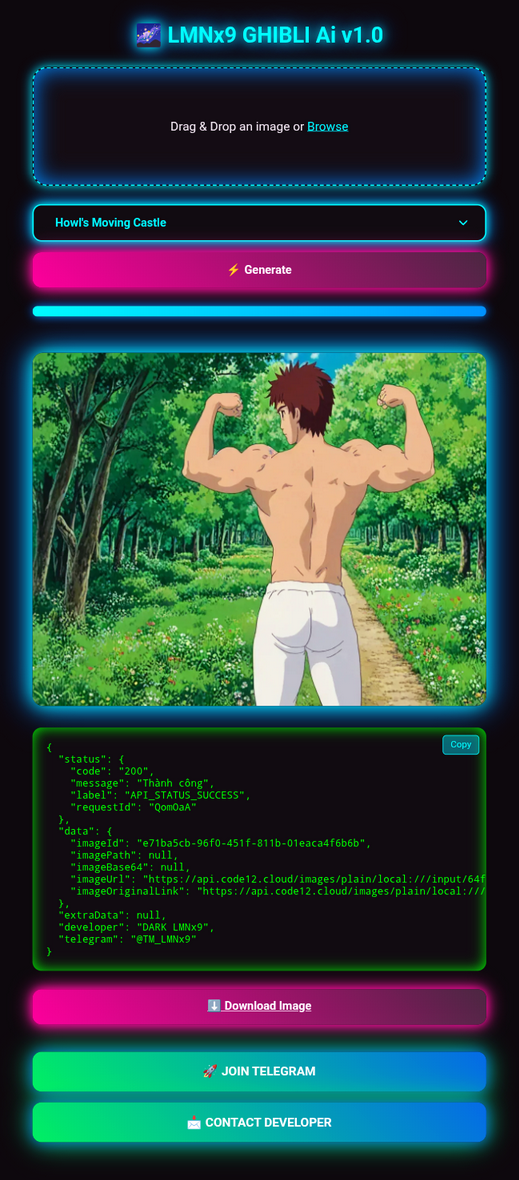 🌌 LMNx9 GHIBLI Ai v1.0
Drag & Drop an image or Browse
Howl's Moving Castle
⚡ Generate
Copy
{
  "status": {
    "code": "200",
    "message": "Thành công",
    "label": "API_STATUS_SUCCESS",
    "requestId": "QomOaA"
  },
  "data": {
    "imageId": "e71ba5cb-96f0-451f-811b-01eaca4f6b6b",
    "imagePath": null,
    "imageBase64": null,
    "imageUrl": "https://api.code12.cloud/images/plain/local:///input/64f
    "imageOriginalLink": "https://api.code12.cloud/images/plain/local:///
  },
  "extraData": null,
  "developer": "DARK LMNx9",
  "telegram": "@TM_LMNx9"
}
⬇️ Download Image
🚀 JOIN TELEGRAM
📩 CONTACT DEVELOPER